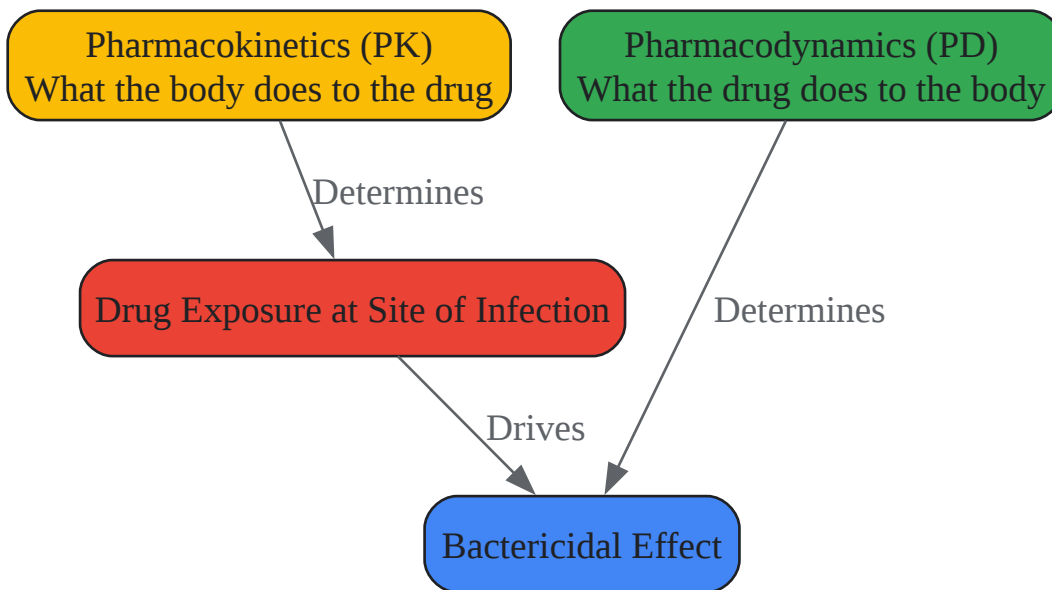 Pharmacokinetics (PK)
What the body does to the drug
Pharmacodynamics (PD)
What the drug does to the body
Determines
Drug Exposure at Site of Infection
Determines
Drives
Bactericidal Effect